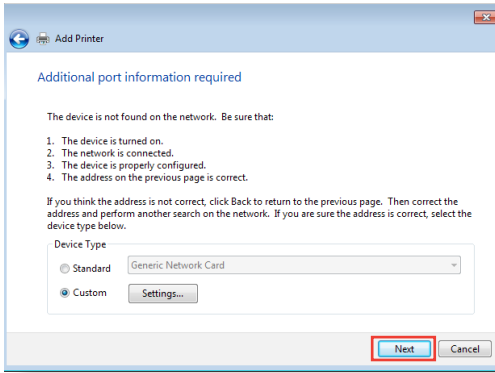 Add Printer
Additional port information required
The device is not found on the network. Be sure that:
1. The device is turned on.
2. The network is connected.
3. The device is properly configured.
4. The address on the previous page is correct.
If you think the address is not correct, click Back to return to the previous page. Then correct the
address and perform another search on the network. If you are sure the address is correct, select the
device type below.
Device Type
Standard Generic Network Card
Custom Settings...
Next Cancel